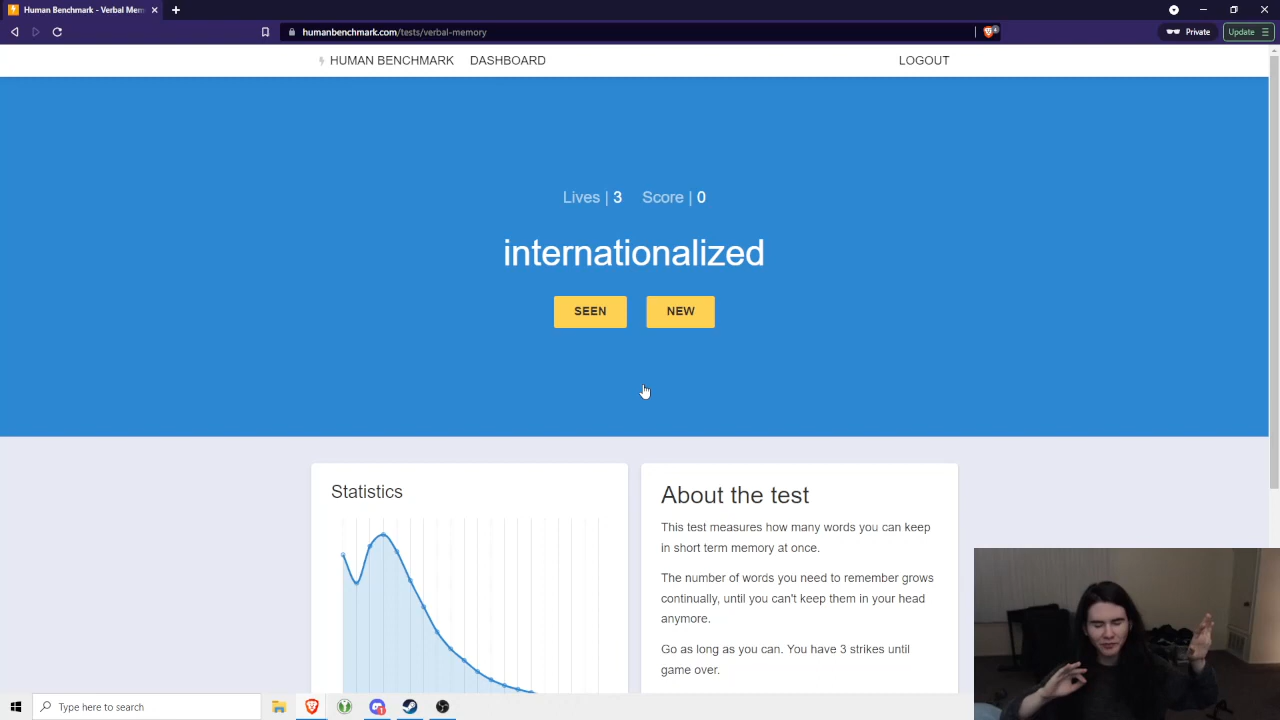 Human Benchmark - Verbal Mem
humanbenchmark.com/tests/verbal-memory
Private
Update
HUMAN BENCHMARK
DASHBOARD
LOGOUT
Lives | 3 Score | 0
internationalized
SEEN
NEW
Statistics
About the test
This test measures how many words you can keep
in short term memory at once.
The number of words you need to remember grows
continually, until you can't keep them in your head
anymore.
Go as long as you can. You have 3 strikes until
game over.
Type here to search